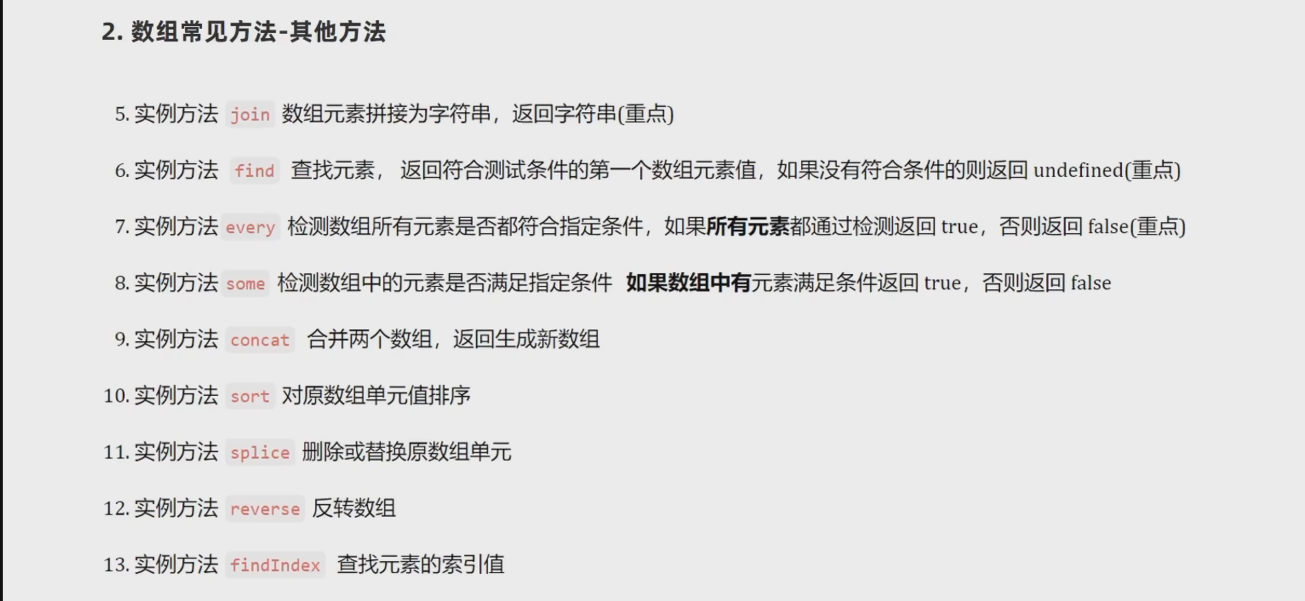 2. 数组常见方法-其他方法
5. 实例方法 join 数组元素拼接为字符串，返回字符串(重点)
6. 实例方法 find 查找元素， 返回符合测试条件的第一个数组元素值，如果没有符合条件的则返回 undefined(重点)
7. 实例方法 every 检测数组所有元素是否都符合指定条件，如果所有元素都通过检测返回 true，否则返回 false(重点)
8. 实例方法 some 检测数组中的元素是否满足指定条件 如果数组中有元素满足条件返回 true，否则返回 false
9. 实例方法 concat 合并两个数组，返回生成新数组
10. 实例方法 sort 对原数组单元值排序
11. 实例方法 splice 删除或替换原数组单元
12. 实例方法 reverse 反转数组
13. 实例方法 findIndex 查找元素的索引值